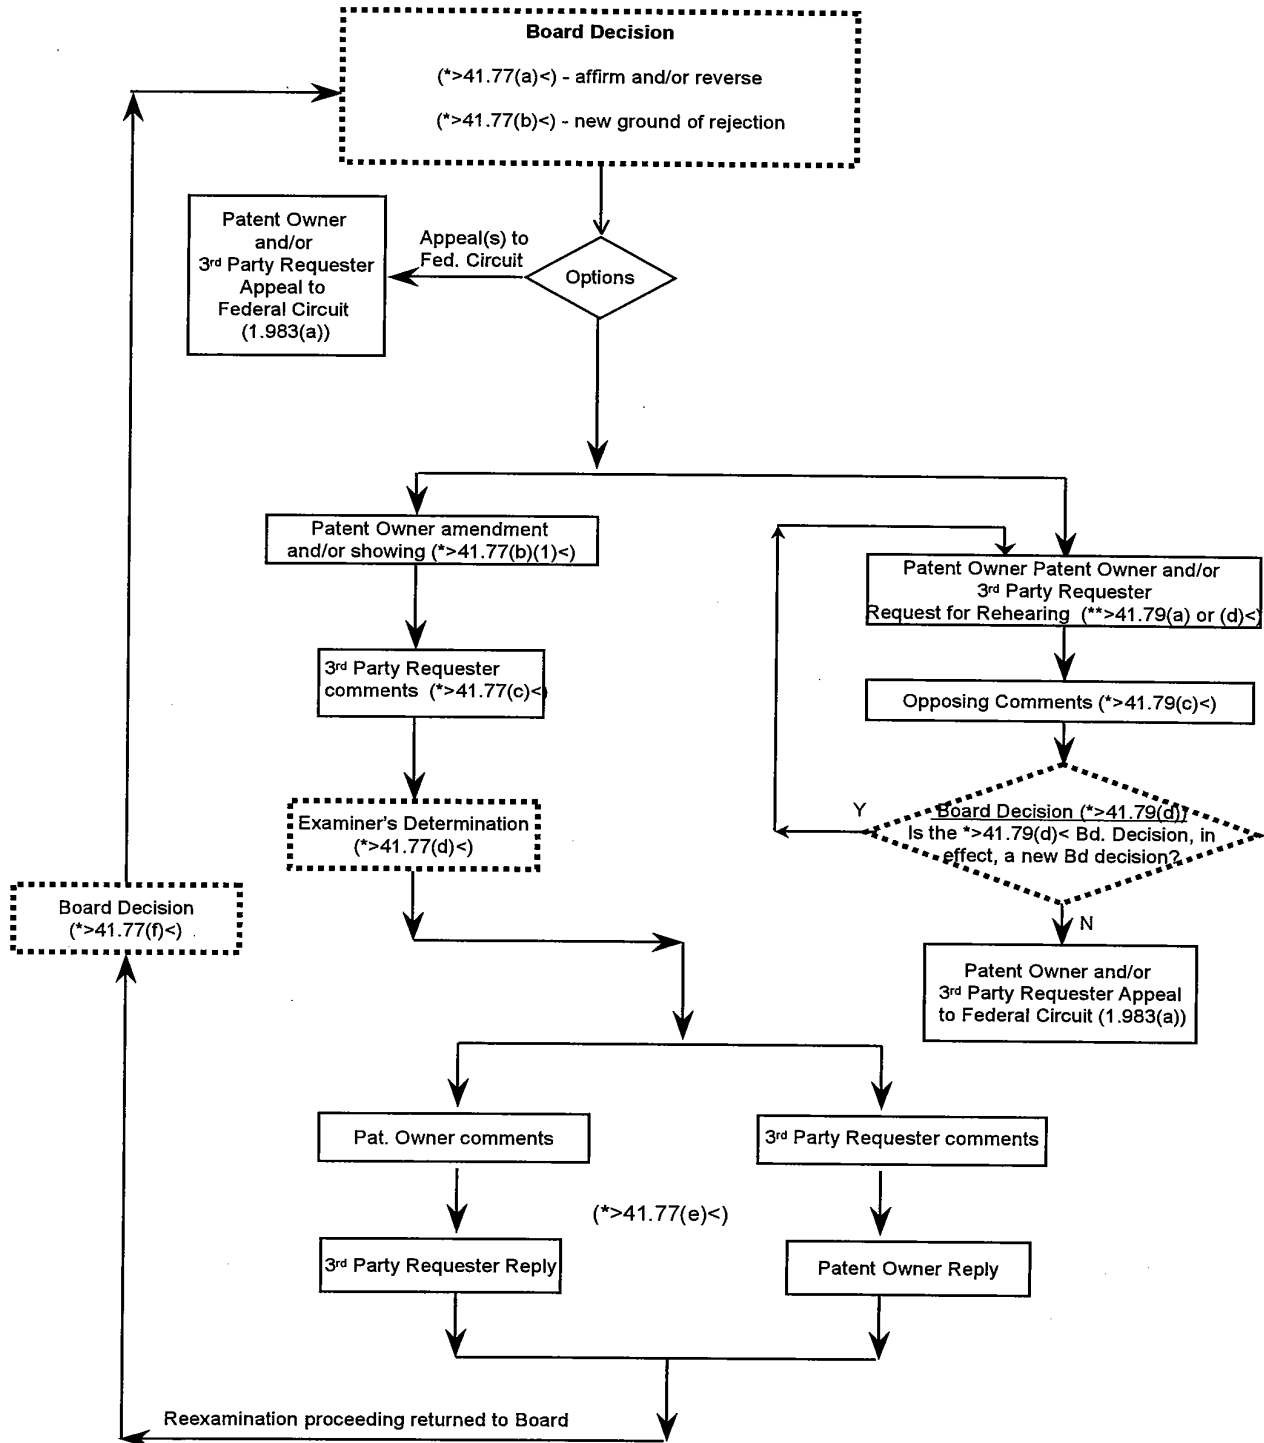 Board Decision
(*>41.77(a)<) - affirm and/or reverse
(*>41.77(b)<) - new ground of rejection
Patent Owner
and/or
3rd Party Requester
Appeal to
Federal Circuit
(1.983(a))
Appeal(s) to
Fed. Circuit
Options
Patent Owner amendment
and/or showing (*>41.77(b)(1)<)
Patent Owner Patent Owner and/or
3rd Party Requester
Request for Rehearing (**>41.79(a) or (d)<)
3rd Party Requester
comments (*>41.77(c)<)
Opposing Comments (*>41.79(c)<)
Examiner's Determination
(*>41.77(d)<)
Y
Board Decision (*>41.79(d))
Is the *>41.79(d)< Bd. Decision, in
effect, a new Bd decision?
N
Board Decision
(*>41.77(f)<)
Patent Owner and/or
3rd Party Requester Appeal
to Federal Circuit (1.983(a))
Pat. Owner comments
3rd Party Requester comments
(*>41.77(e)<)
3rd Party Requester Reply
Patent Owner Reply
Reexamination proceeding returned to Board